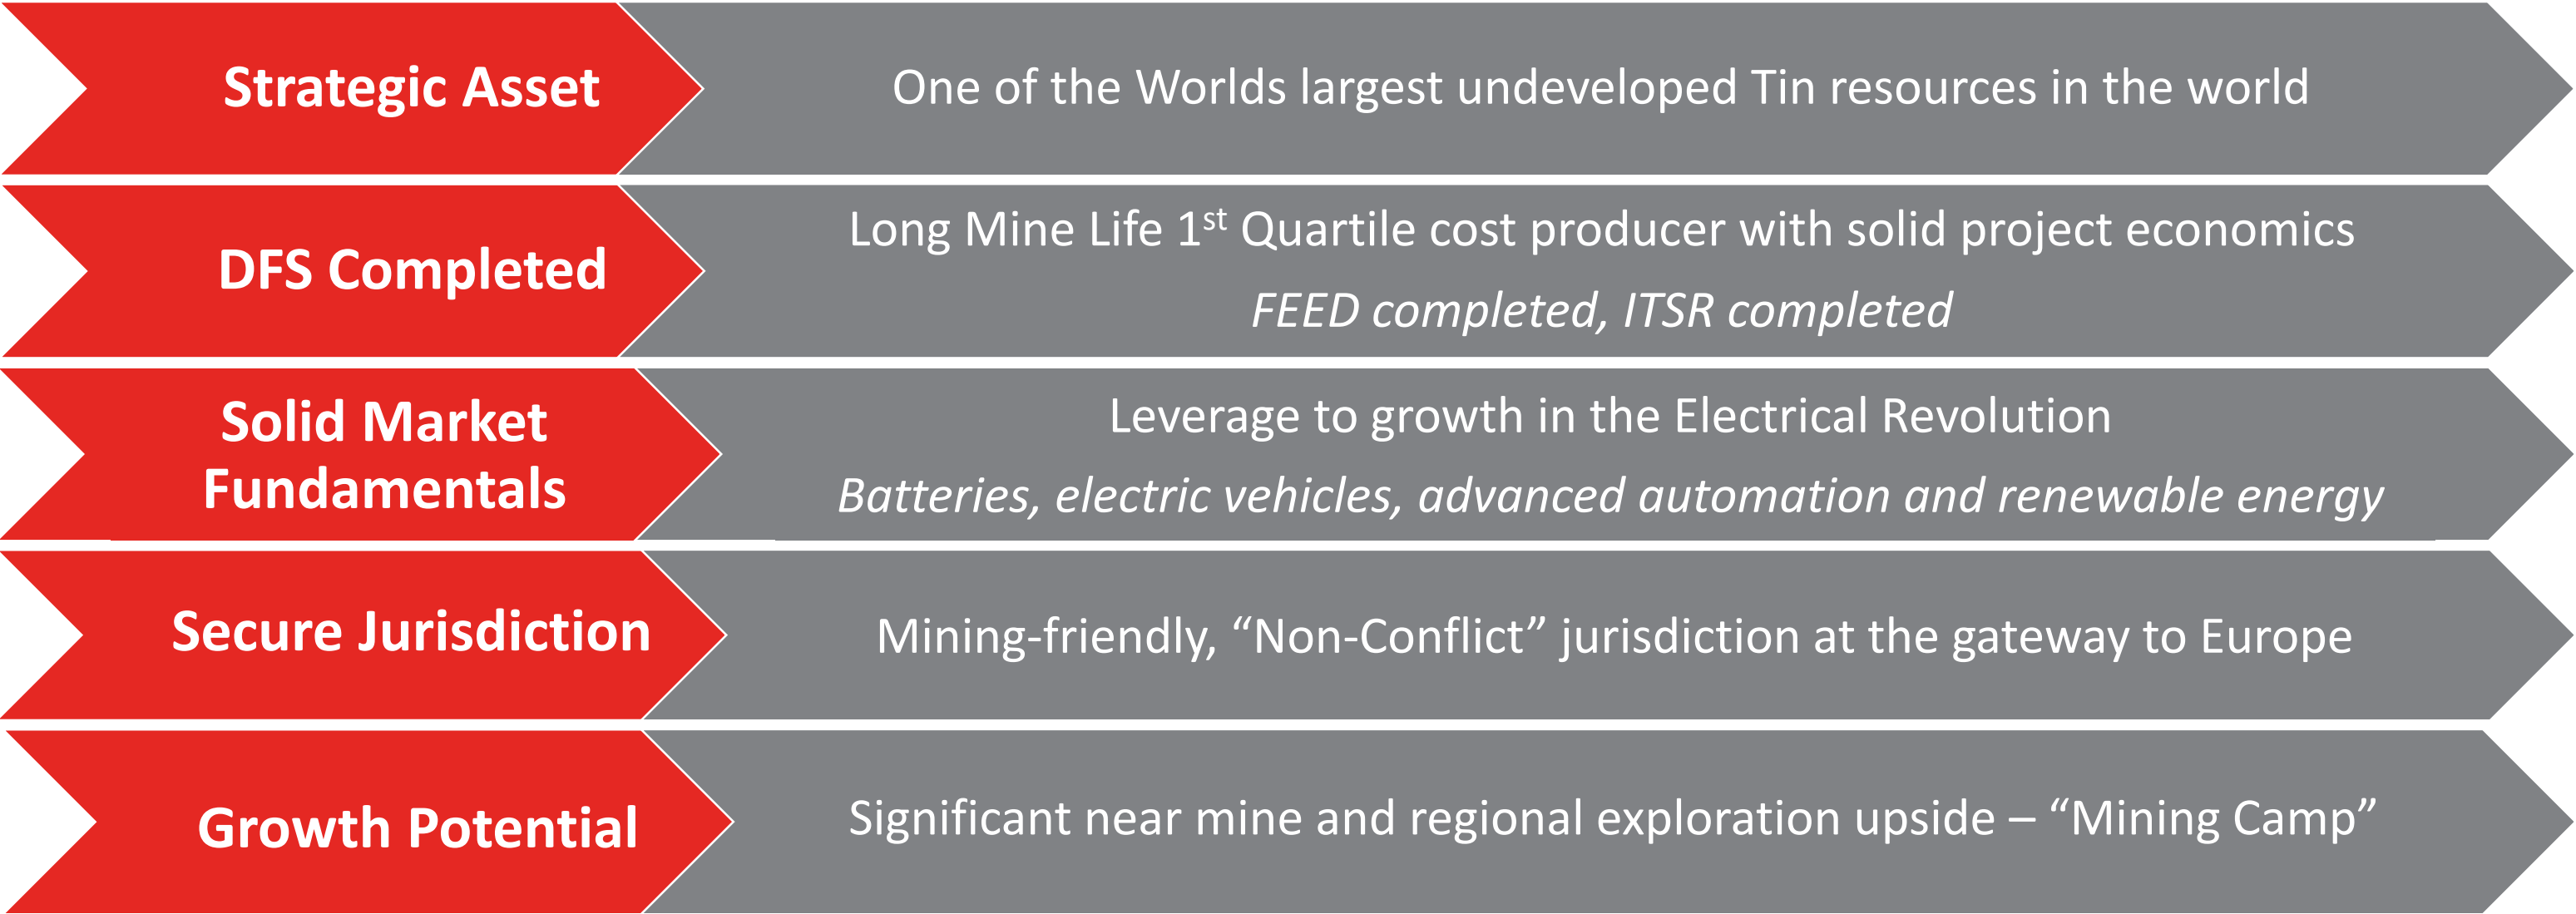 Strategic Asset
One of the Worlds largest undeveloped Tin resources in the world
DFS Completed
Long Mine Life 1st Quartile cost producer with solid project economics
FEED completed, ITSR completed
Solid Market
Fundamentals
Leverage to growth in the Electrical Revolution
Batteries, electric vehicles, advanced automation and renewable energy
Secure Jurisdiction
Mining-friendly, “Non-Conflict” jurisdiction at the gateway to Europe
Growth Potential
Significant near mine and regional exploration upside – “Mining Camp”